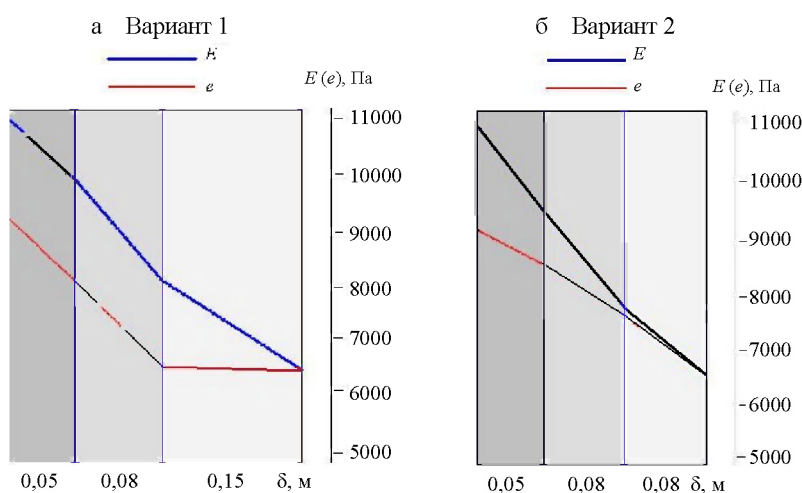 а Вариант 1
E
e
E (e), Па
11000
10000
9000
8000
7000
6000
5000
0,05 0,08 0,15 δ, м
б Вариант 2
E
e
E (e), Па
11000
10000
9000
8000
7000
6000
5000
0,05 0,08 0,08 δ, м